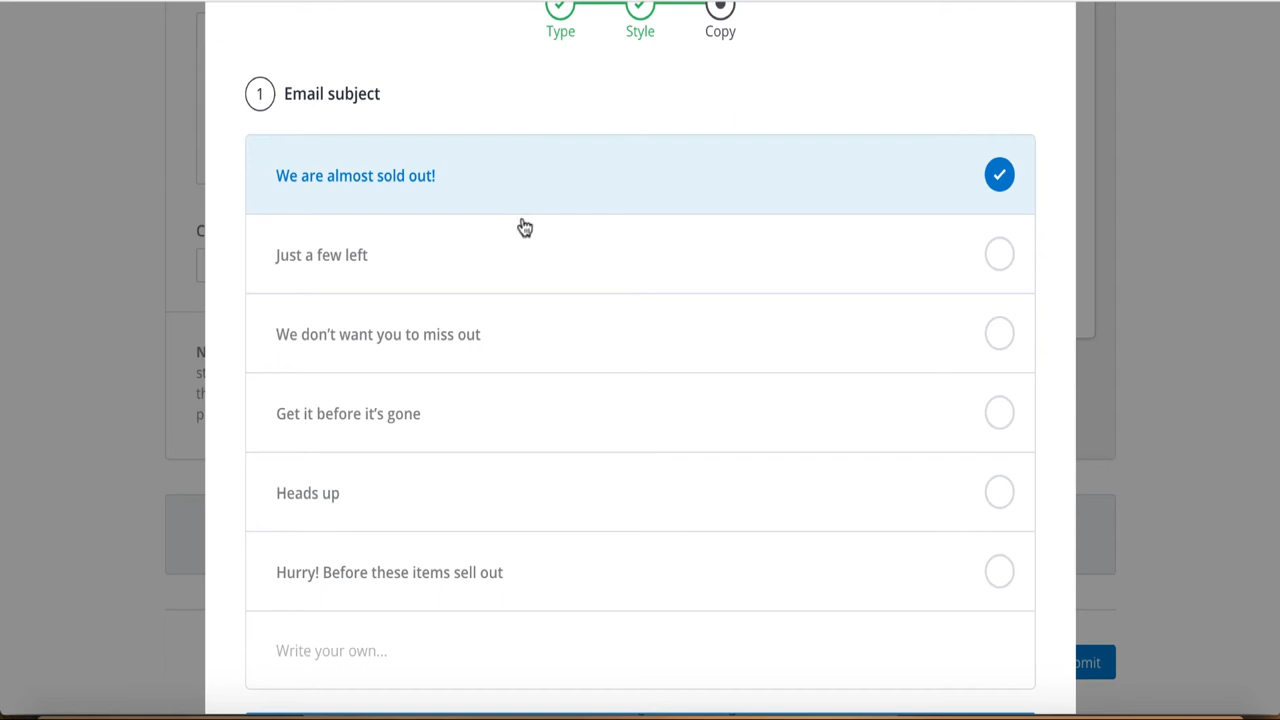 Type
Style
Copy
1 Email subject
We are almost sold out!
Just a few left
We don’t want you to miss out
Get it before it’s gone
Heads up
Hurry! Before these items sell out
Write your own...